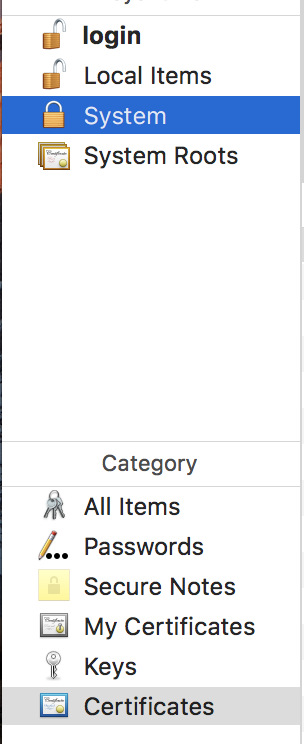 login
Local Items
System
System Roots
Category
All Items
Passwords
Secure Notes
My Certificates
Keys
Certificates